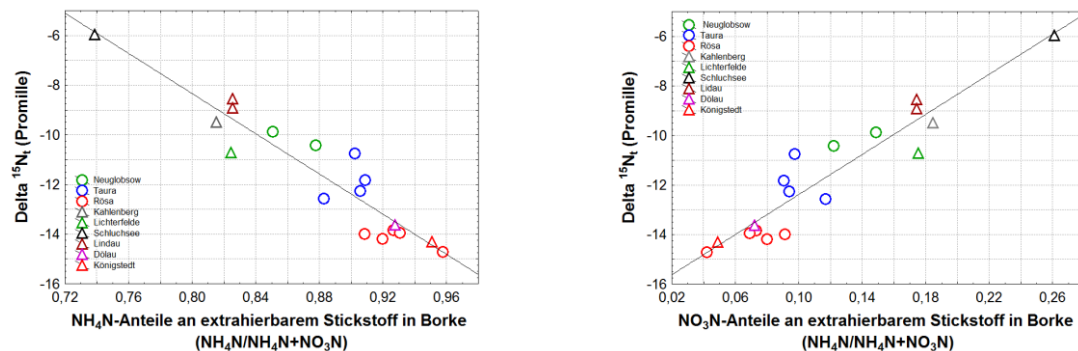 -6
-8
-10
-12
-14
-16
Delta ¹⁵Nₜ (Promille)
Neuglobsow
Taura
Rösa
Kahlenberg
Lichterfelde
Schluchsee
Lindau
Dölau
Königstedt
0,72 0,76 0,80 0,84 0,88 0,92 0,96
NH₄N-Anteile an extrahierbarem Stickstoff in Borke
(NH₄N/NH₄N+NO₃N)
-6
-8
-10
-12
-14
-16
Delta ¹⁵Nₜ (Promille)
Neuglobsow
Taura
Rösa
Kahlenberg
Lichterfelde
Schluchsee
Lidau
Dölau
Königstedt
0,02 0,06 0,10 0,14 0,18 0,22 0,26
NO₃N-Anteile an extrahierbarem Stickstoff in Borke
(NH₄N/NH₄N+NO₃N)